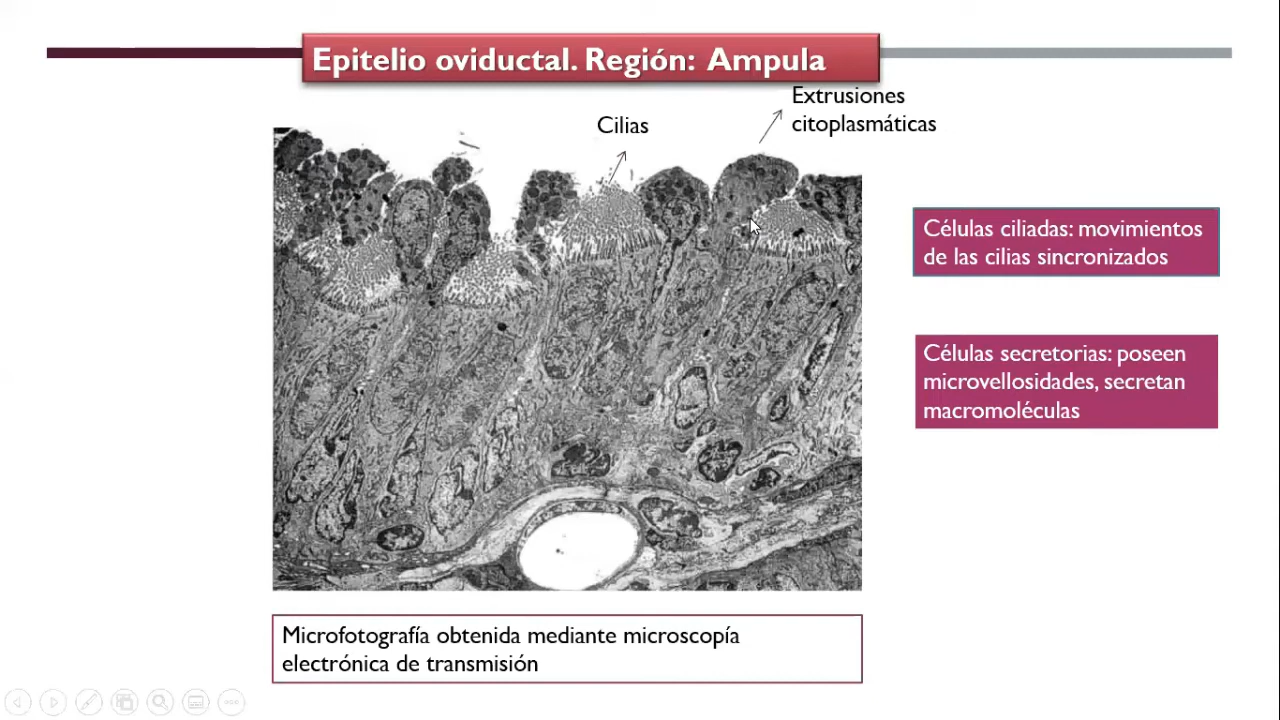 Epitelio oviductal. Región: Ampula
Extrusiones
citoplasmáticas
Cilias
Células ciliadas: movimientos
de las cilias sincronizados
Células secretorias: poseen
microvellosidades, secretan
macromoléculas
Microfotografía obtenida mediante microscopía
electrónica de transmisión